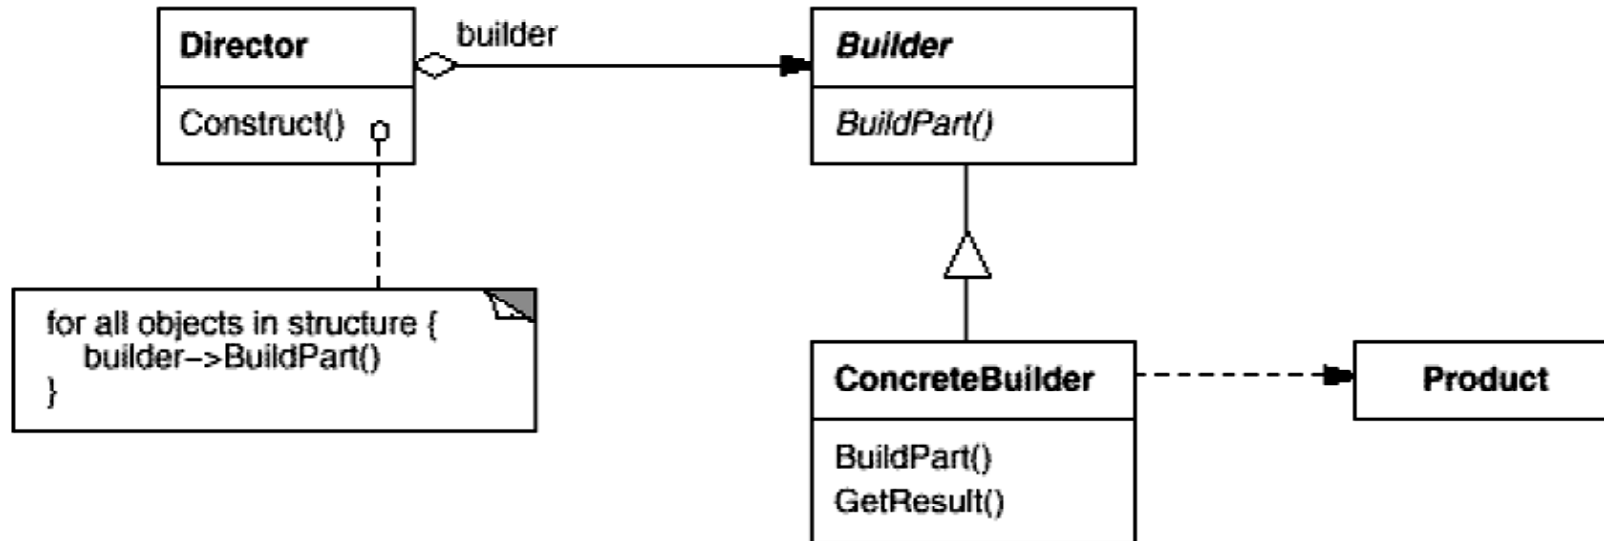 Director
builder
Builder
Construct()
BuildPart()
for all objects in structure {
builder–>BuildPart()
}
ConcreteBuilder
Product
BuildPart()
GetResult()